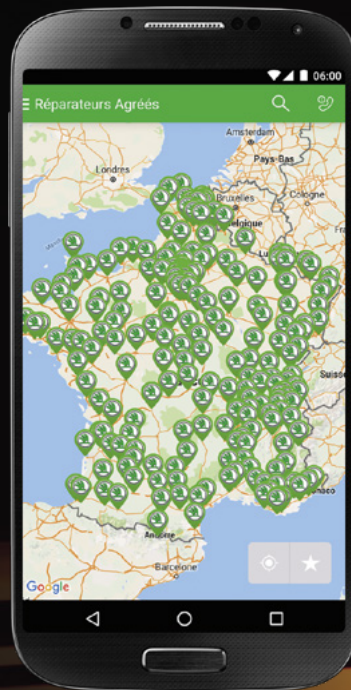 06:00
Réparateurs Agréés
Amsterdam
Pays-Bas
Londres
Cologne
Bruxelles
Belgique
Suisse
Monaco
Andorre
Barcelone
Google